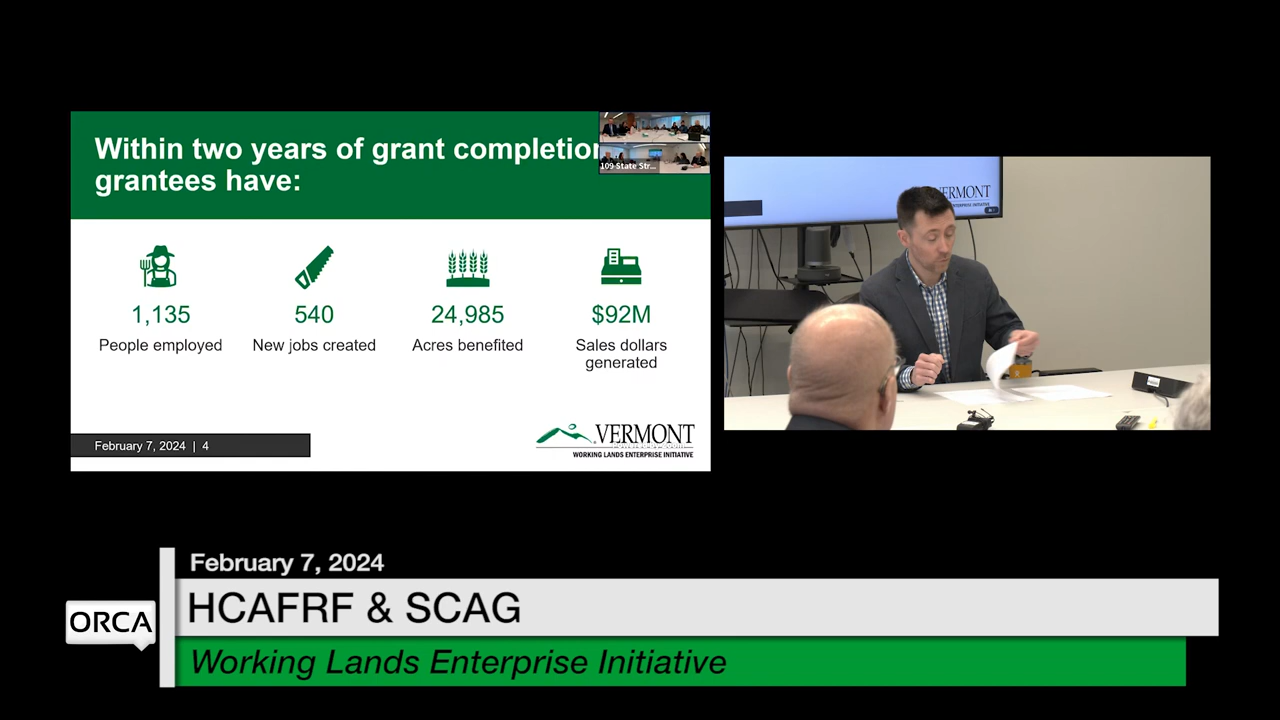 Within two years of grant completion
grantees have:
109 State Str...
1,135
540
24,985
$92M
People employed
New jobs created
Acres benefited
Sales dollars
generated
February 7, 2024 | 4
VERMONT
WORKING LANDS ENTERPRISE INITIATIVE
VERMONT
ENTERPRISE INITIATIVE
February 7, 2024
HCAFRF & SCAG
ORCA
Working Lands Enterprise Initiative